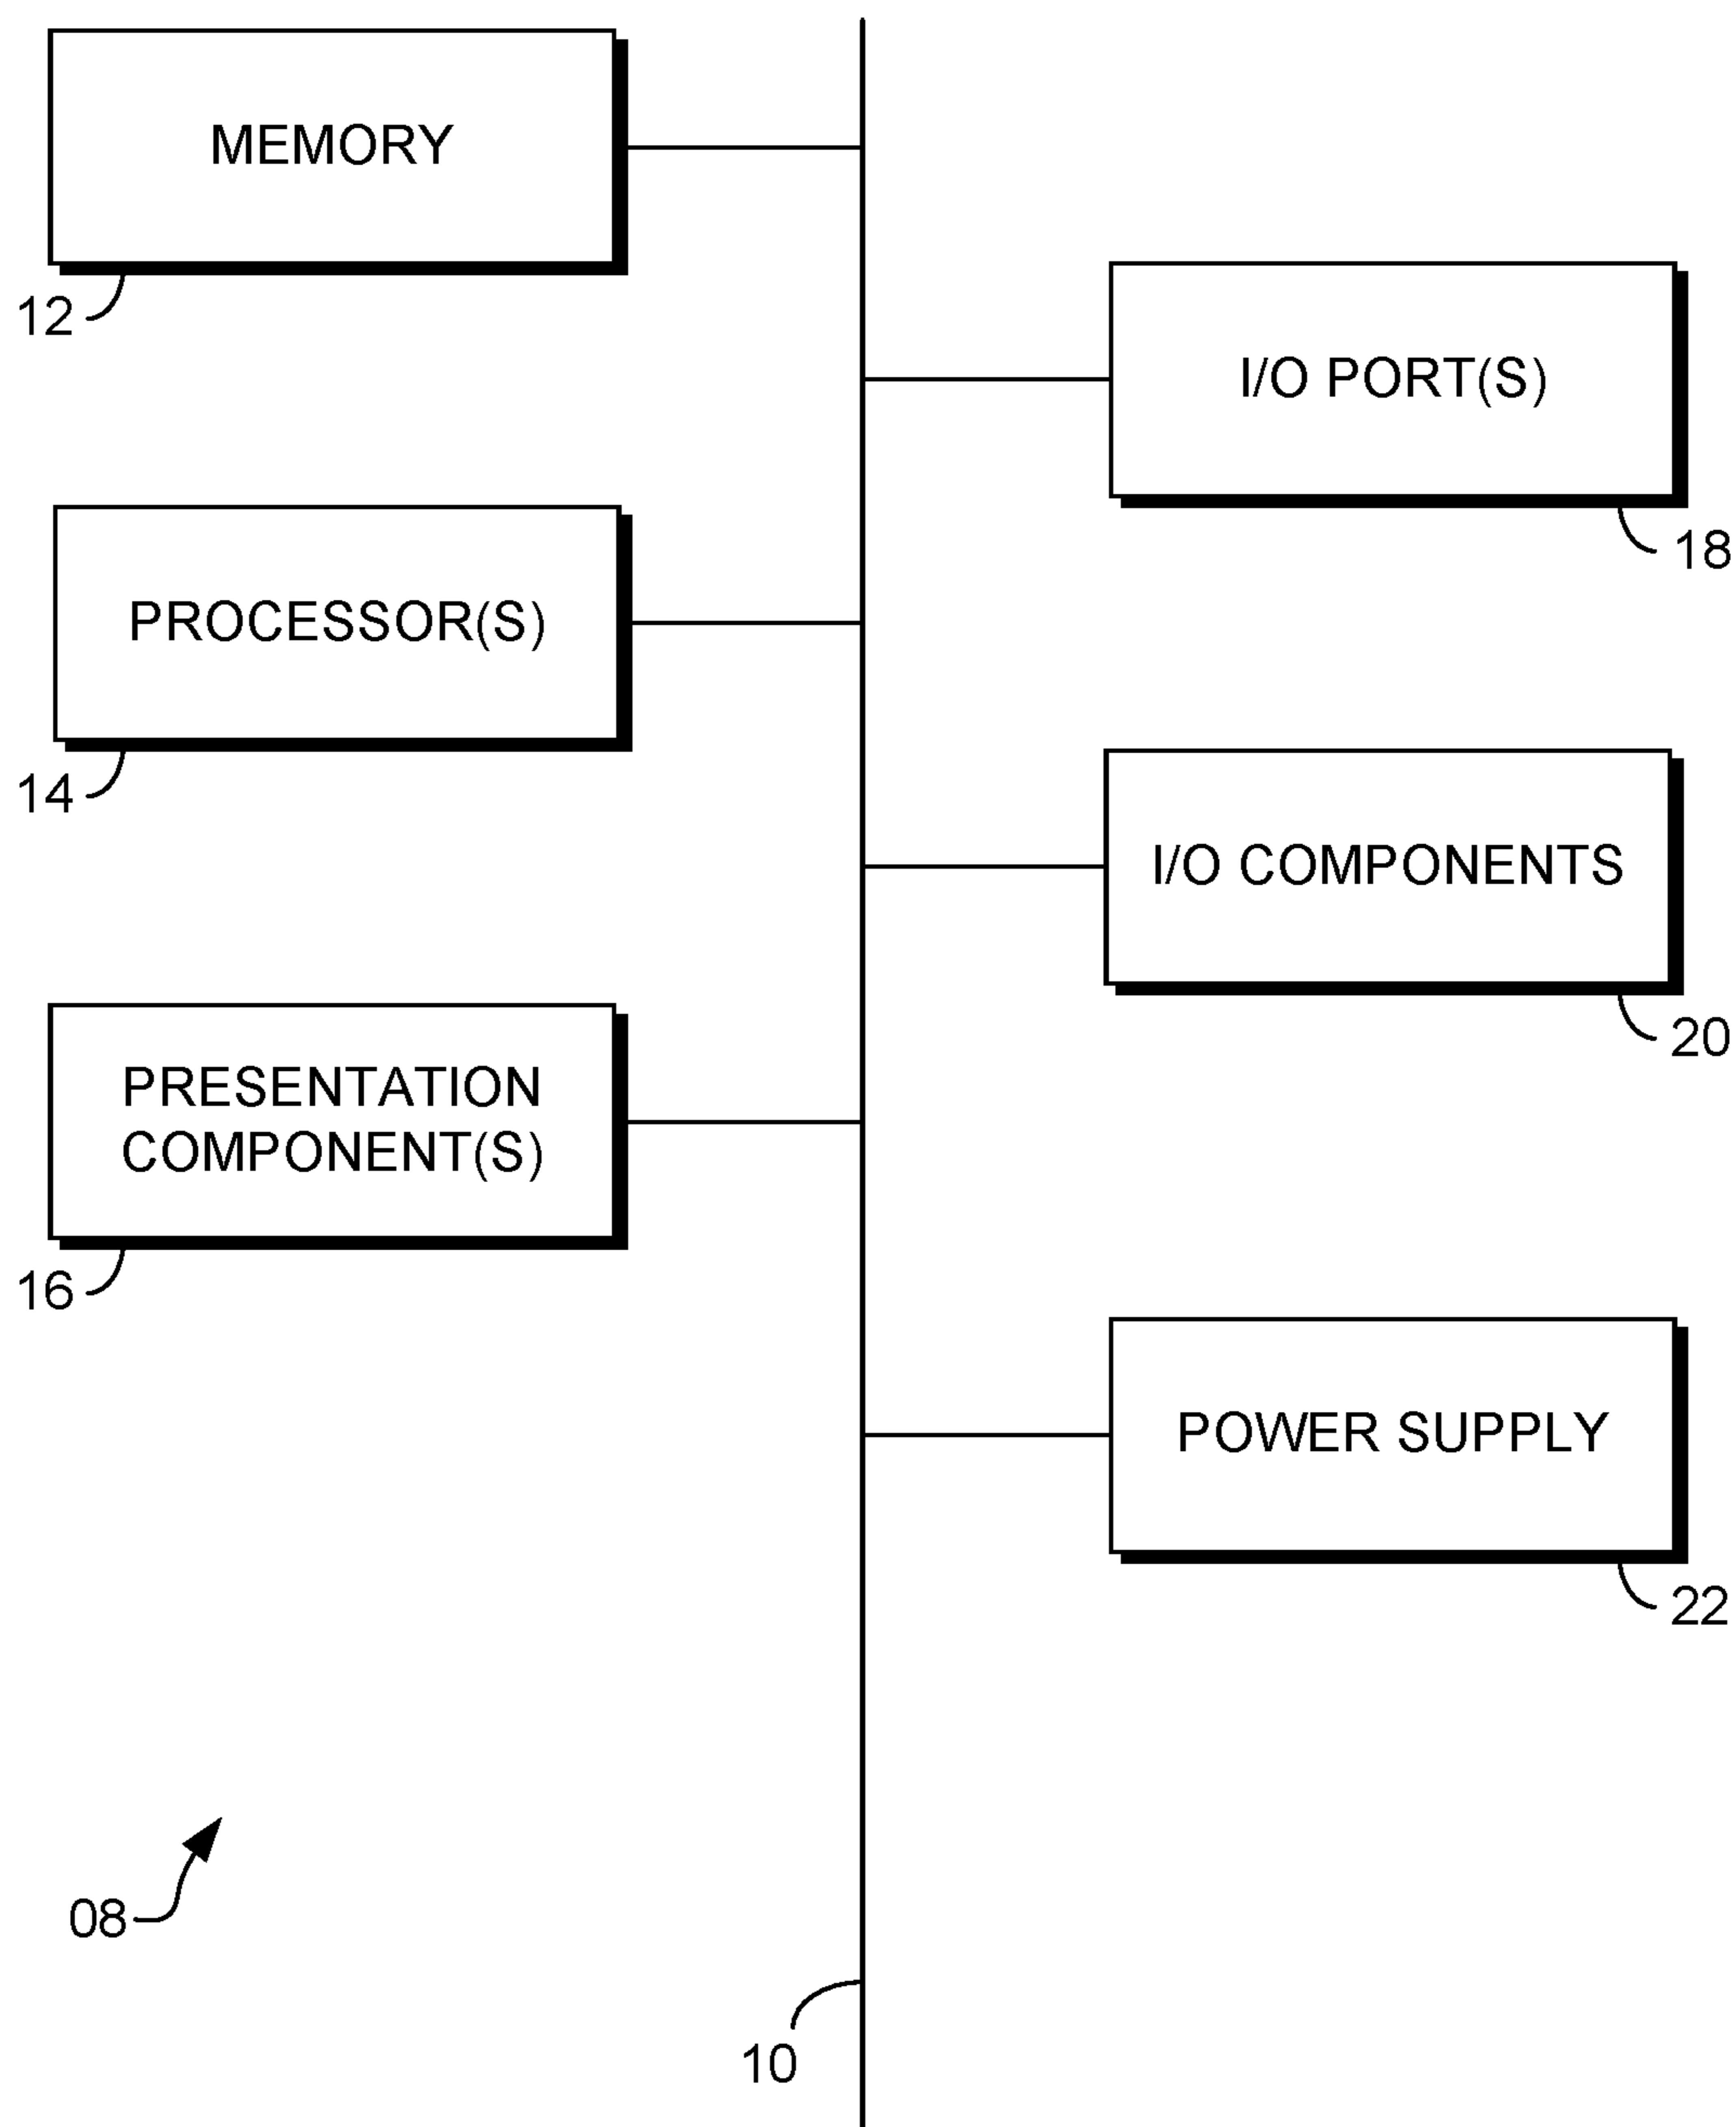 MEMORY
12
I/O PORT(S)
18
PROCESSOR(S)
14
I/O COMPONENTS
20
PRESENTATION
COMPONENT(S)
16
POWER SUPPLY
22
08
10